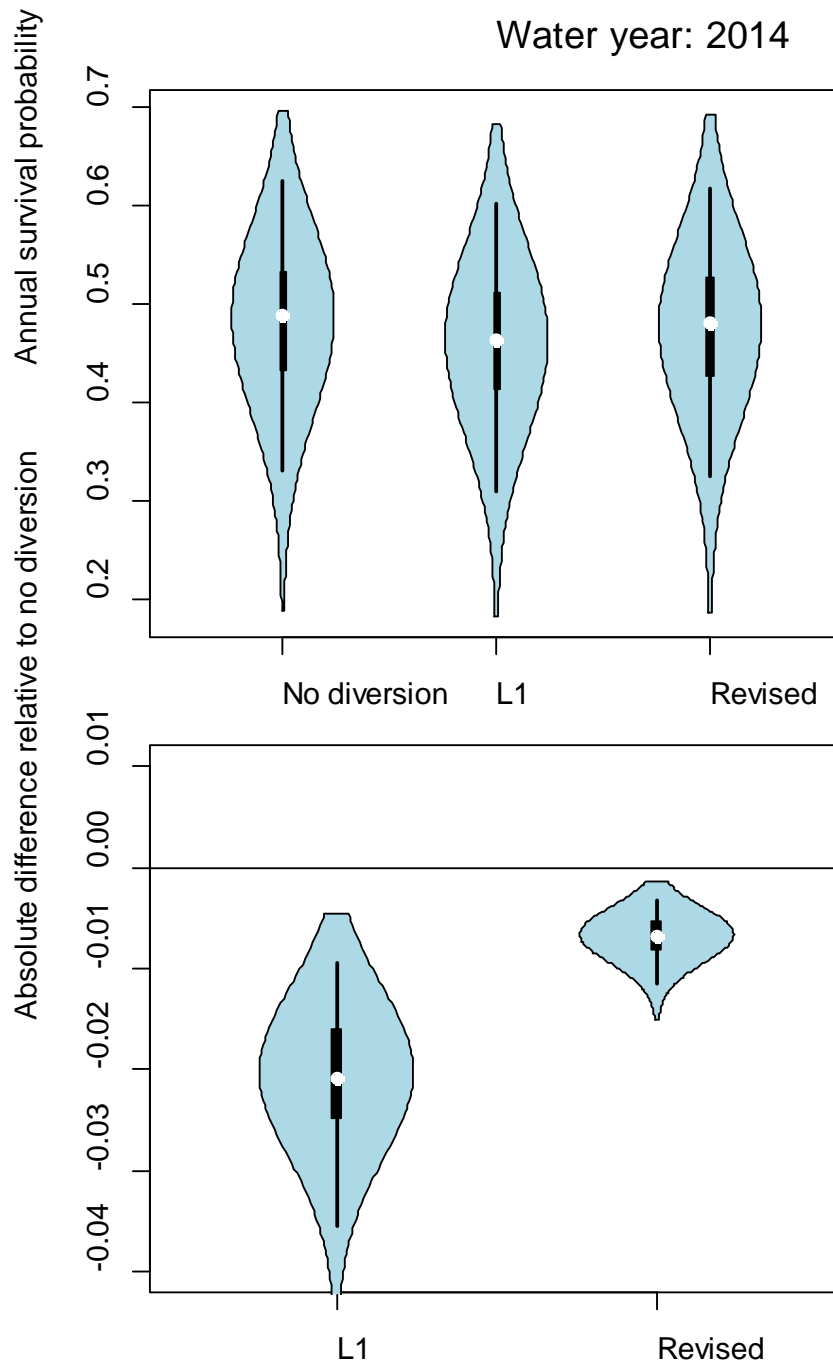 Water year: 2014
Annual survival probability
0.7
0.6
0.5
0.4
0.3
0.2
No diversion L1 Revised
Absolute difference relative to no diversion
0.01
0.00
-0.01
-0.02
-0.03
-0.04
L1 Revised